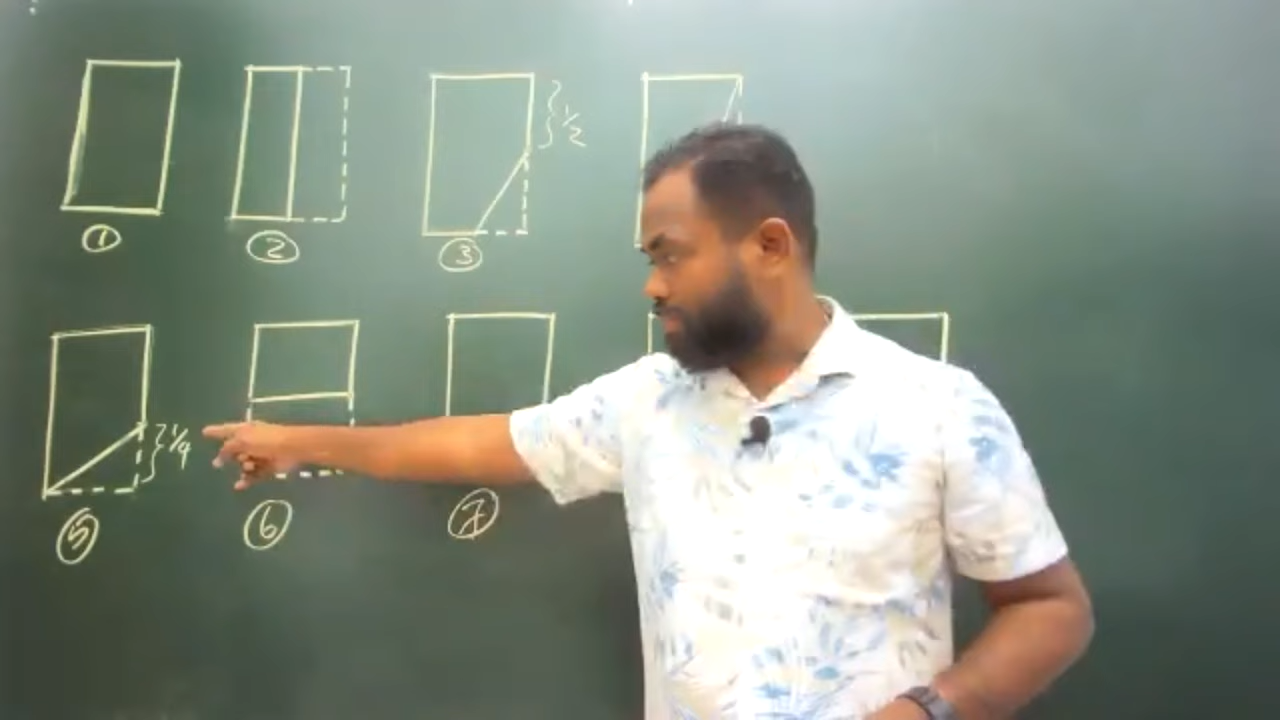 1/2
① ② ③
1/4
⑤ ⑥ ⑦